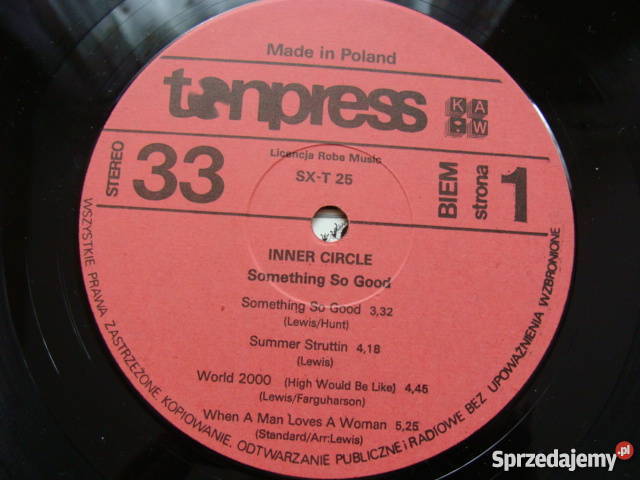 Made in Poland
tonpress
KAW
Licencja Robe Music
SX-T 25
STEREO
33
BIEM
strona
1
INNER CIRCLE
Something So Good
Something So Good 3,32
(Lewis/Hunt)
Summer Struttin 4,18
(Lewis)
World 2000 (High Would Be Like) 4,45
(Lewis/Farguharson)
When A Man Loves A Woman 5,25
(Standard/Arr:Lewis)
WSZYSTKIE PRAWA ZASTRZEŻONE KOPIOWANIE, ODTWARZANIE PUBLICZNE i RADIOWE BEZ UPOWAŻNIENIA WZBRONIONE
Sprzedajemy.pl